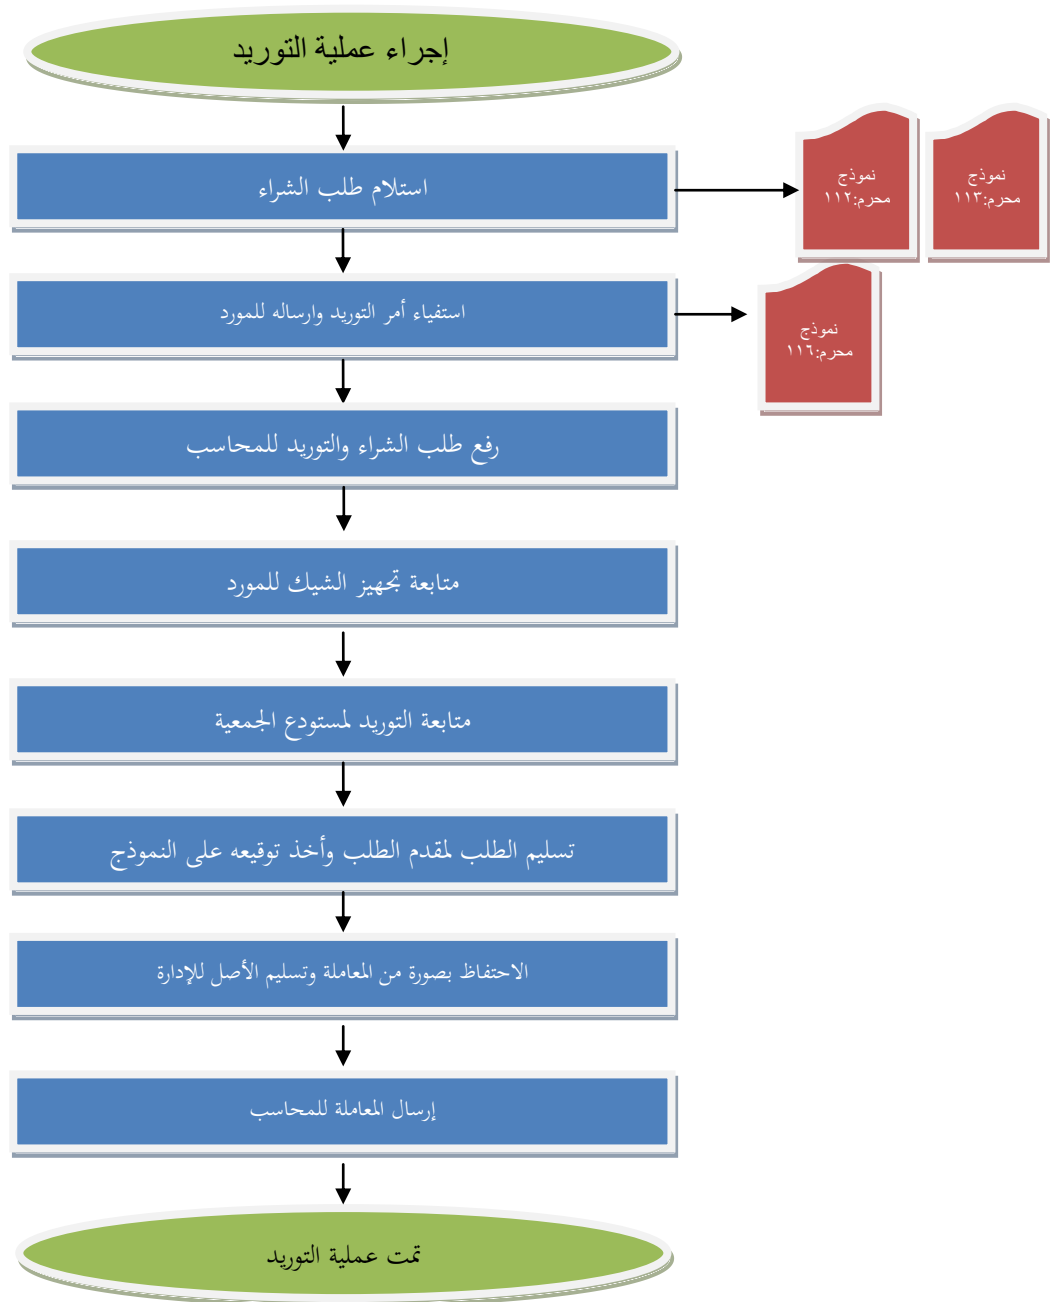 إجراء عملية التوريد
استلام طلب الشراء
نموذج
محرم:١١٢
نموذج
محرم:١١٣
استفياء أمر التوريد وارساله للمورد
نموذج
محرم:١١٦
رفع طلب الشراء والتوريد للمحاسب
متابعة تجهيز الشيك للمورد
متابعة التوريد لمستودع الجمعية
تسليم الطلب لمقدم الطلب وأخذ توقيعه على النموذج
الاحتفاظ بصورة من المعاملة وتسليم الأصل للإدارة
إرسال المعاملة للمحاسب
تمت عملية التوريد